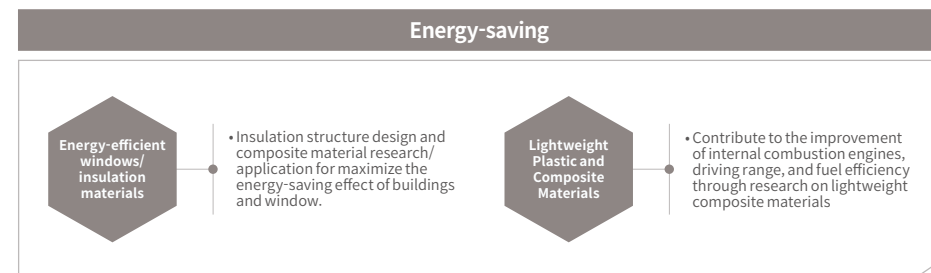 Energy-saving
Energy-efficient
windows/
insulation
materials
• Insulation structure design and
composite material research/
application for maximize the
energy-saving effect of buildings
and window.
Lightweight
Plastic and
Composite
Materials
• Contribute to the improvement
of internal combustion engines,
driving range, and fuel efficiency
through research on lightweight
composite materials